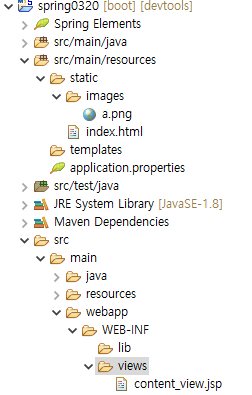 spring0320 [boot] [devtools]
Spring Elements
src/main/java
src/main/resources
static
images
a.png
index.html
templates
application.properties
src/test/java
JRE System Library [JavaSE-1.8]
Maven Dependencies
src
main
java
resources
webapp
WEB-INF
lib
views
content_view.jsp